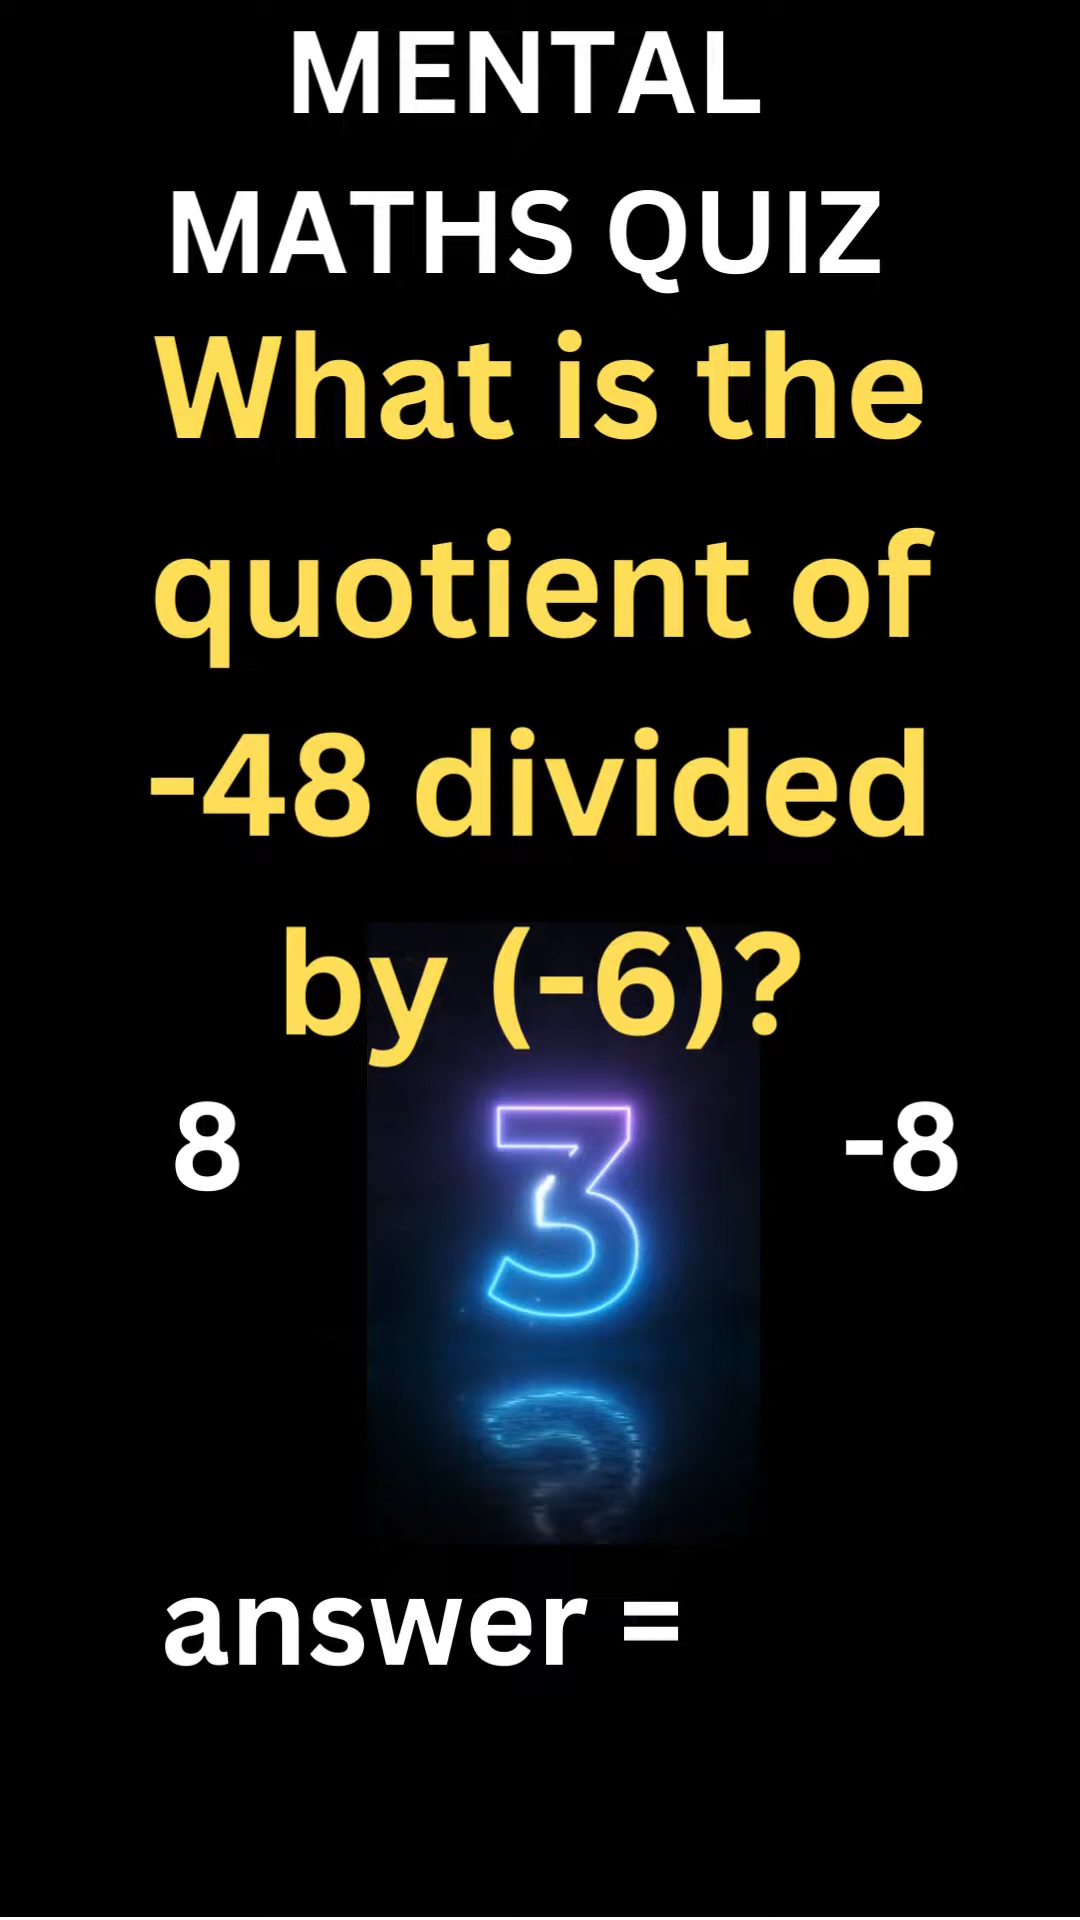 MENTAL
MATHS QUIZ
What is the
quotient of
-48 divided
by (-6)?
8 3 -8
answer =